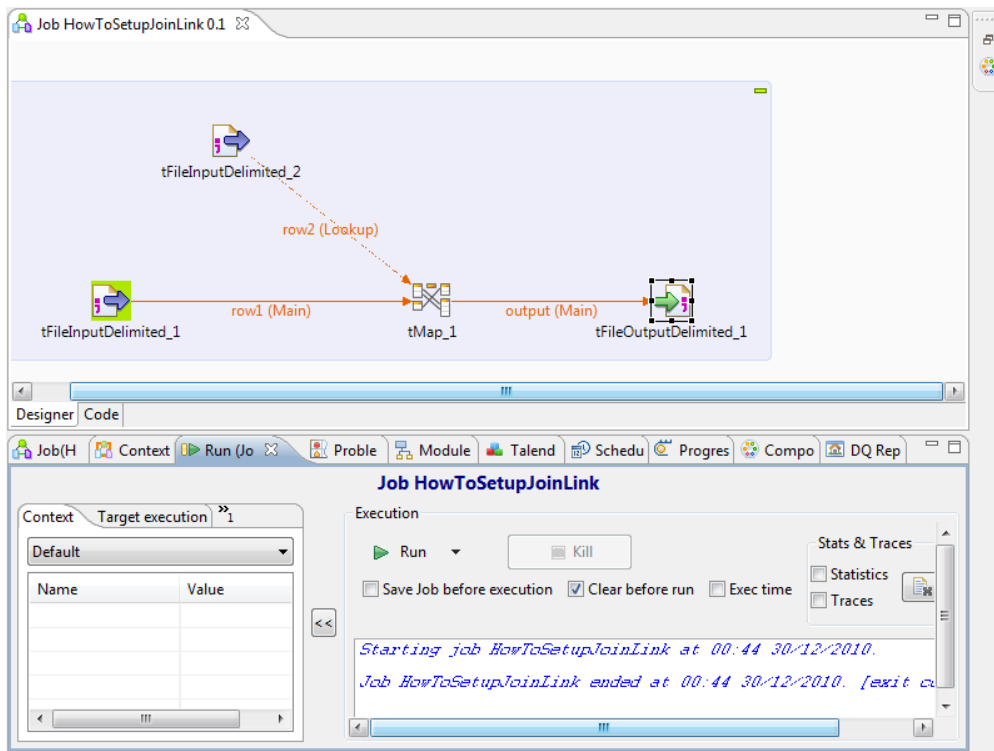 Job HowToSetupJoinLink 0.1
tFileInputDelimited_2
row2 (Lookup)
row1 (Main)
output (Main)
tFileInputDelimited_1
tMap_1
tFileOutputDelimited_1
Designer Code
Job(H Context Run (Jo Proble Module Talend Schedu Progres Compo DQ Rep
Job HowToSetupJoinLink
Context Target execution »1
Execution
Default
Run Kill
Stats & Traces
Name Value
Save Job before execution Clear before run Exec time
Statistics
Traces
<<
Starting job HowToSetupJoinLink at 00:44 30/12/2010.
Job HowToSetupJoinLink ended at 00:44 30/12/2010. [exit co